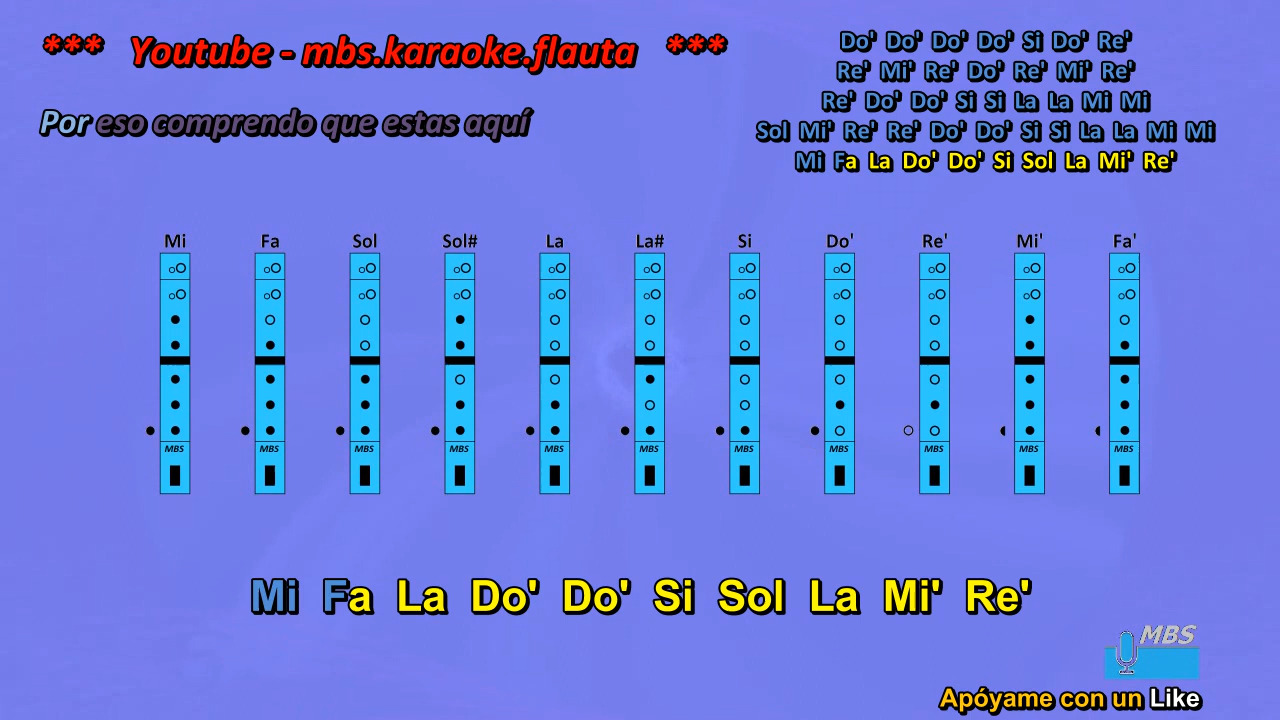 *** Youtube - mbs.karaoke.flauta ***
Por eso comprendo que estas aquí
Do' Do' Do' Do' Si Do' Re'
Re' Mi' Re' Do' Re' Mi' Re'
Re' Do' Do' Si Si La La Mi Mi
Sol Mi' Re' Re' Do' Do' Si Si La La Mi Mi
Mi Fa La Do' Do' Si Sol La Mi' Re'
Mi Fa Sol Sol# La La# Si Do' Re' Mi' Fa'
MBS MBS MBS MBS MBS MBS MBS MBS MBS MBS MBS
Mi Fa La Do' Do' Si Sol La Mi' Re'
MBS
Apóyame con un Like